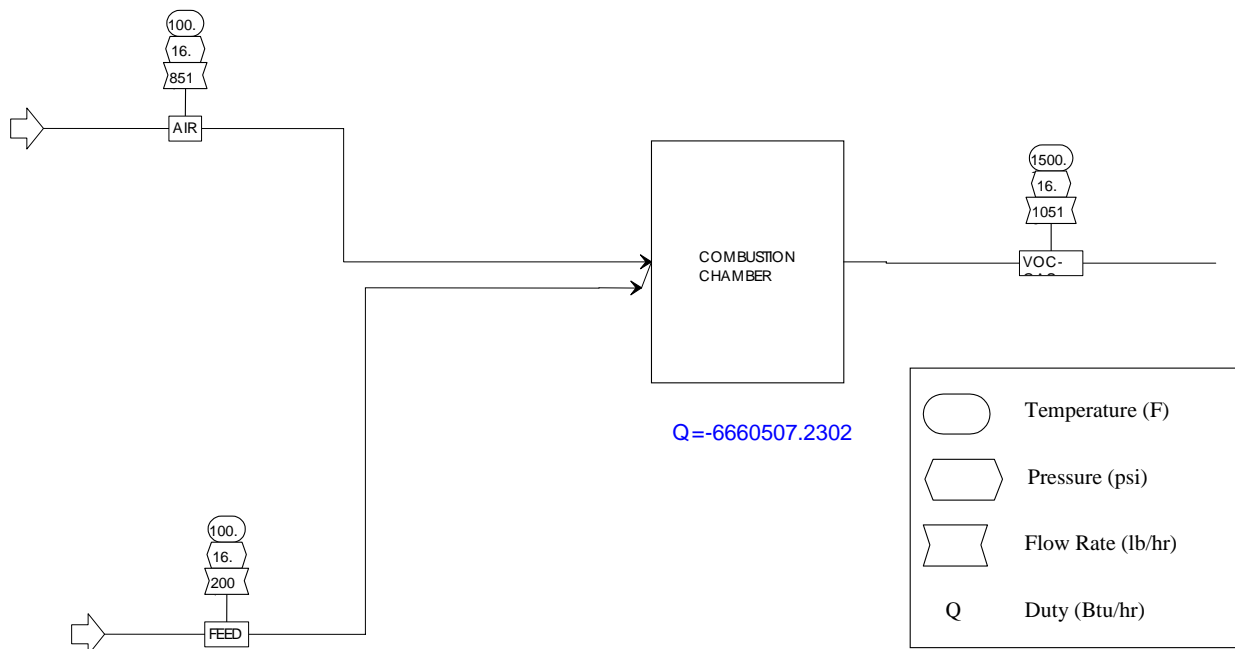 100.
16.
851
AIR
1500.
16.
1051
VOC-
COMBUSTION
CHAMBER
Q=-6660507.2302
100.
16.
200
FEED
Temperature (F)
Pressure (psi)
Flow Rate (lb/hr)
Q Duty (Btu/hr)